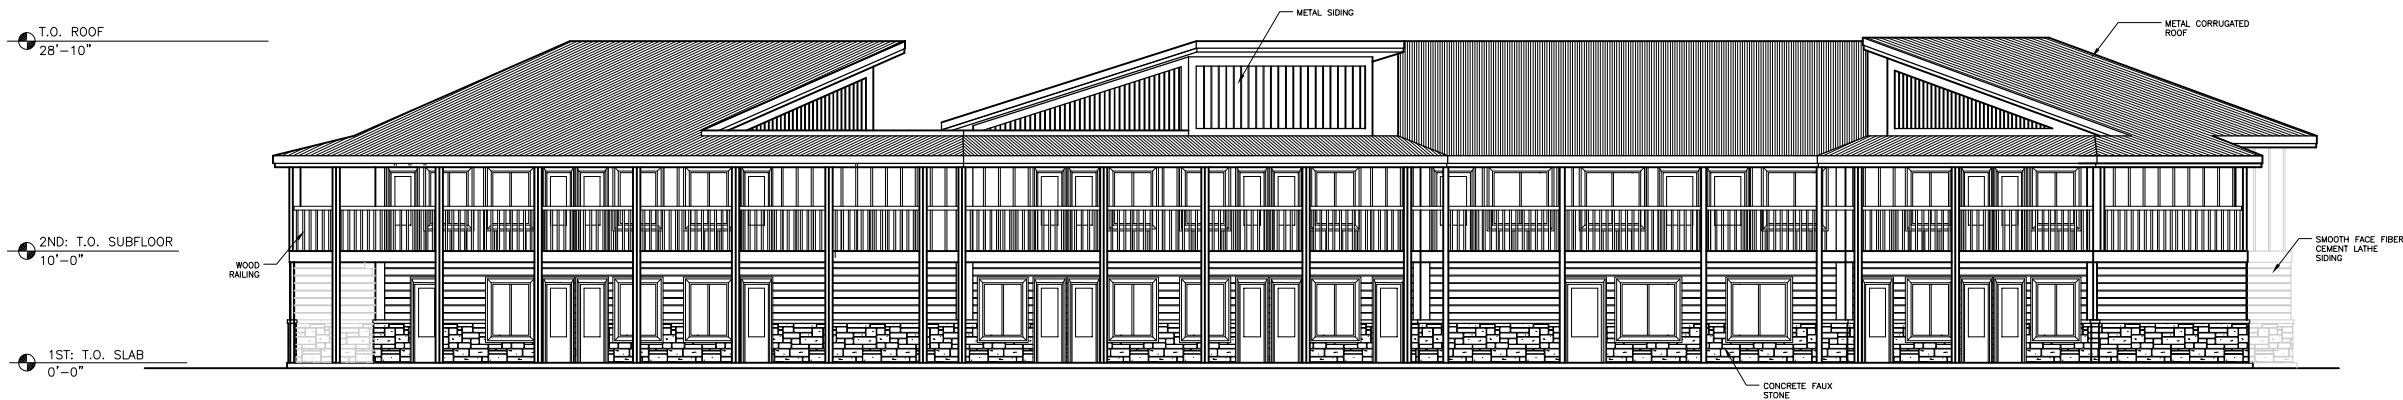 METAL SIDING
METAL CORRUGATED
ROOF
T.O. ROOF
28'-10"
2ND: T.O. SUBFLOOR
10'-0"
WOOD
RAILING
SMOOTH FACE FIBER
CEMENT LATHE
SIDING
1ST: T.O. SLAB
0'-0"
CONCRETE FAUX
STONE